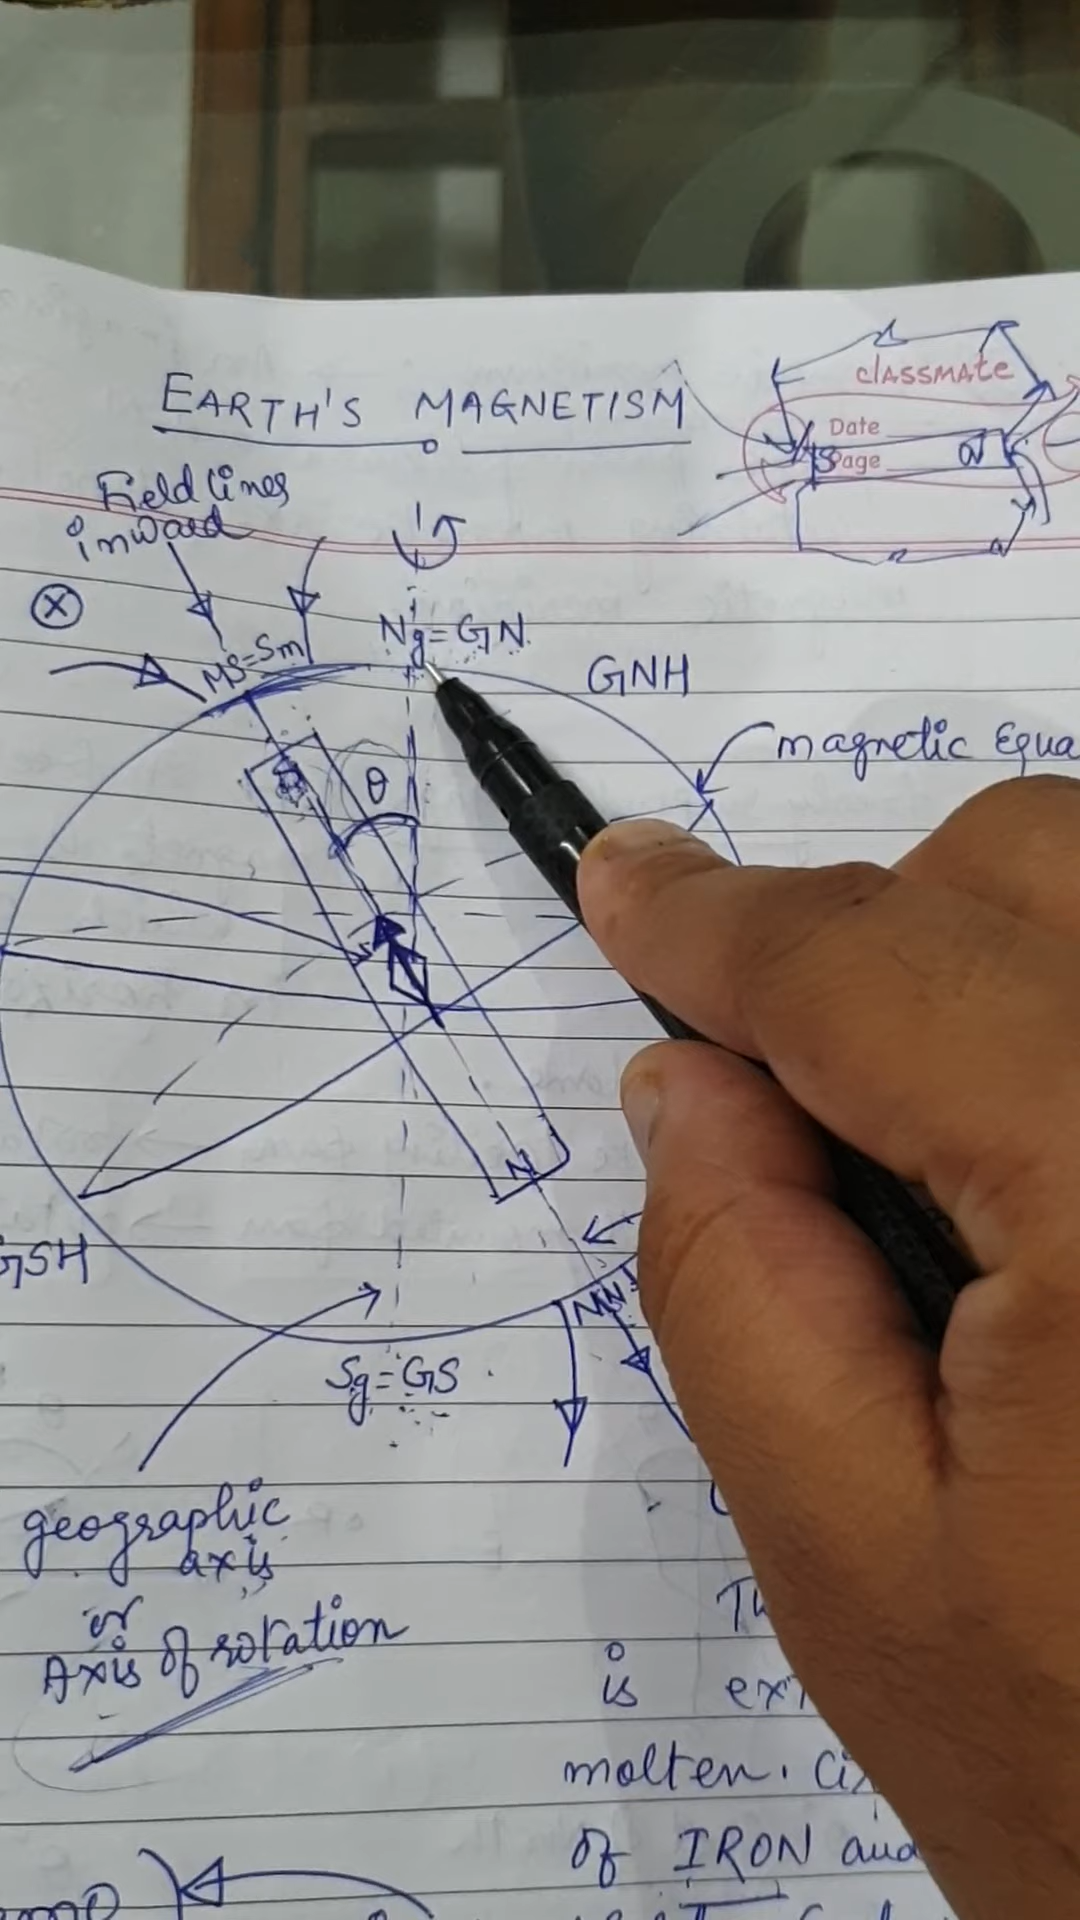 EARTH'S MAGNETISM
classmate
Date
Page
S
N
Field lines
inward
X
Ng = GN
MS = Sm
GNH
magnetic Equa
θ
N
GSH
MN
Sg = GS
geographic
axis
or
Axis of rotation
is
molten.
of IRON and